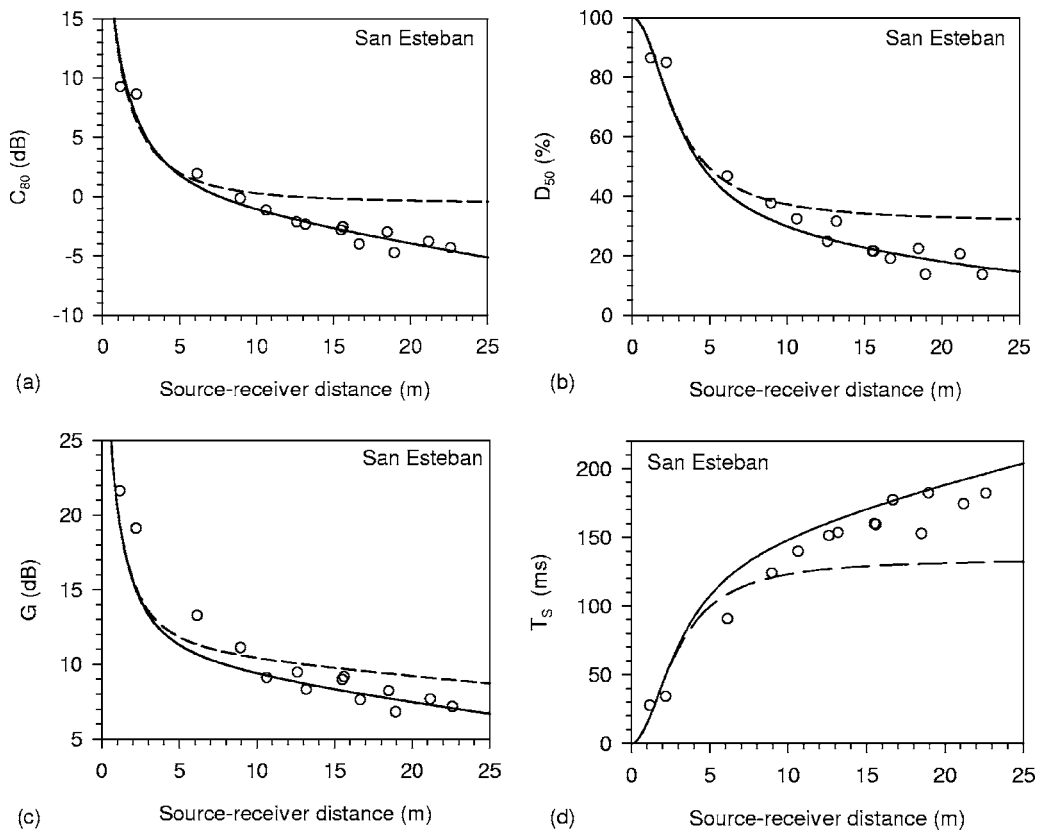 15
10
5
0
-5
-10
C80 (dB)
San Esteban
0 5 10 15 20 25
(a) Source-receiver distance (m)
100
80
60
40
20
0
D50 (%)
San Esteban
0 5 10 15 20 25
(b) Source-receiver distance (m)
25
20
15
10
5
G (dB)
San Esteban
0 5 10 15 20 25
(c) Source-receiver distance (m)
200
150
100
50
0
TS (ms)
San Esteban
0 5 10 15 20 25
(d) Source-receiver distance (m)